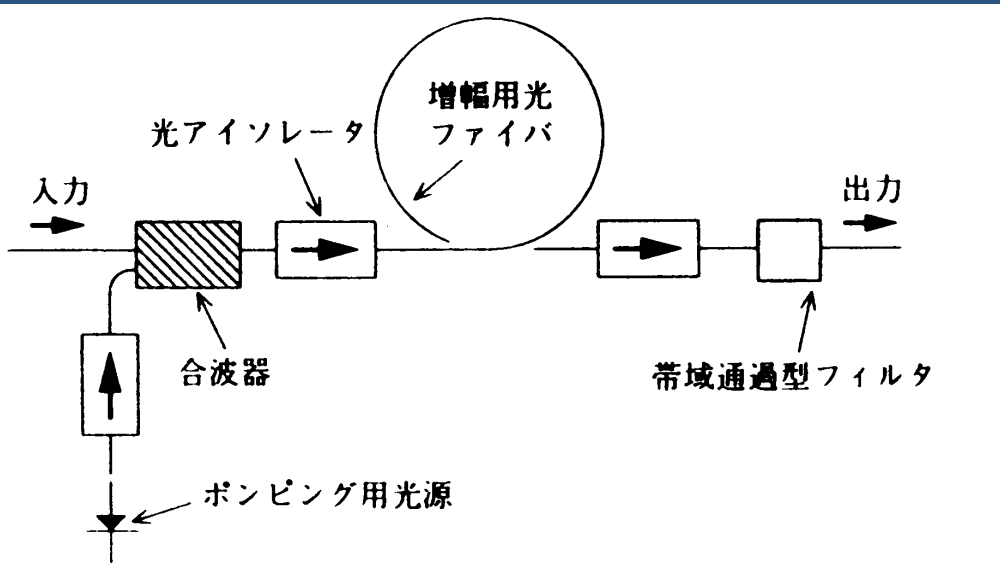 増幅用光
ファイバ
光アイソレータ
入力
出力
合波器
帯域通過型フィルタ
ポンピング用光源